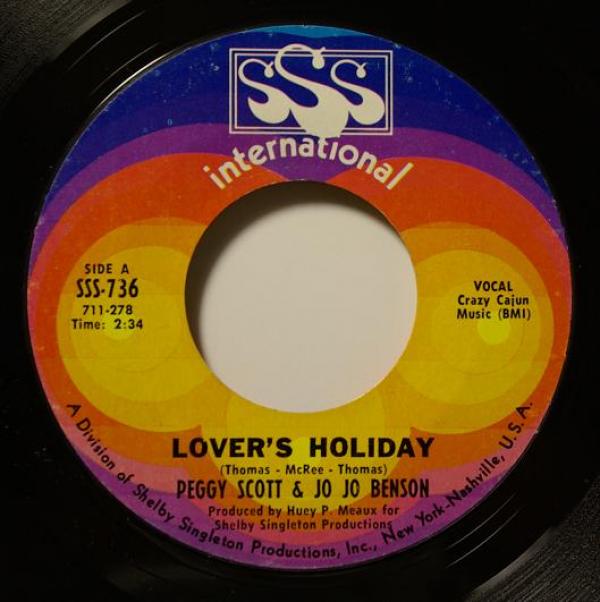 SSS
international
SIDE A
SSS-736
711-278
Time: 2:34
VOCAL
Crazy Cajun
Music (BMI)
LOVER'S HOLIDAY
(Thomas - McRee - Thomas)
PEGGY SCOTT & JO JO BENSON
Produced by Huey P. Meaux for
Shelby Singleton Productions
A Division of Shelby Singleton Productions, Inc., New York-Nashville, U.S.A.